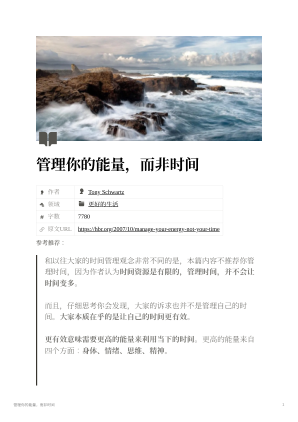 管理你的能量，而非时间
作者 Tony Schwartz
领域 更好的生活
字数 7780
原文URL https://hbr.org/2007/10/manage-your-energy-not-your-time
参考推荐：
和以往大家的时间管理观念非常不同的是，本篇内容不推荐你管
理时间，因为作者认为时间资源是有限的，管理时间，并不会让
时间变多。
而且，仔细思考你会发现，大家的诉求也并不是管理自己的时
间。大家本质在乎的是让自己的时间更有效。
更有效意味需要更高的能量来利用当下的时间。更高的能量来自
四个方面：身体、情绪、思维、精神。
管理你的能量，而非时间 1